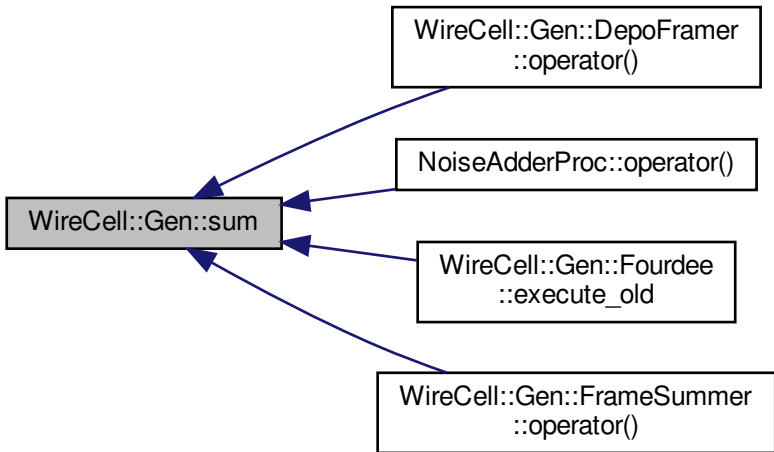 WireCell::Gen::DepoFramer
::operator()
NoiseAdderProc::operator()
WireCell::Gen::sum
WireCell::Gen::Fourdee
::execute_old
WireCell::Gen::FrameSummer
::operator()